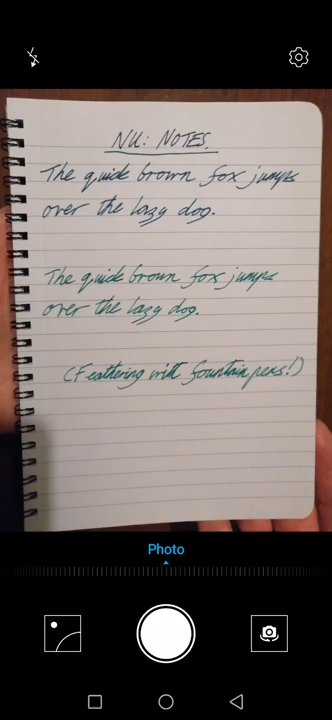 NU: NOTES.
The quick brown fox jumps
over the lazy dog.
The quick brown fox jumps
over the lazy dog.
(Feathering with fountain pens!)
Photo